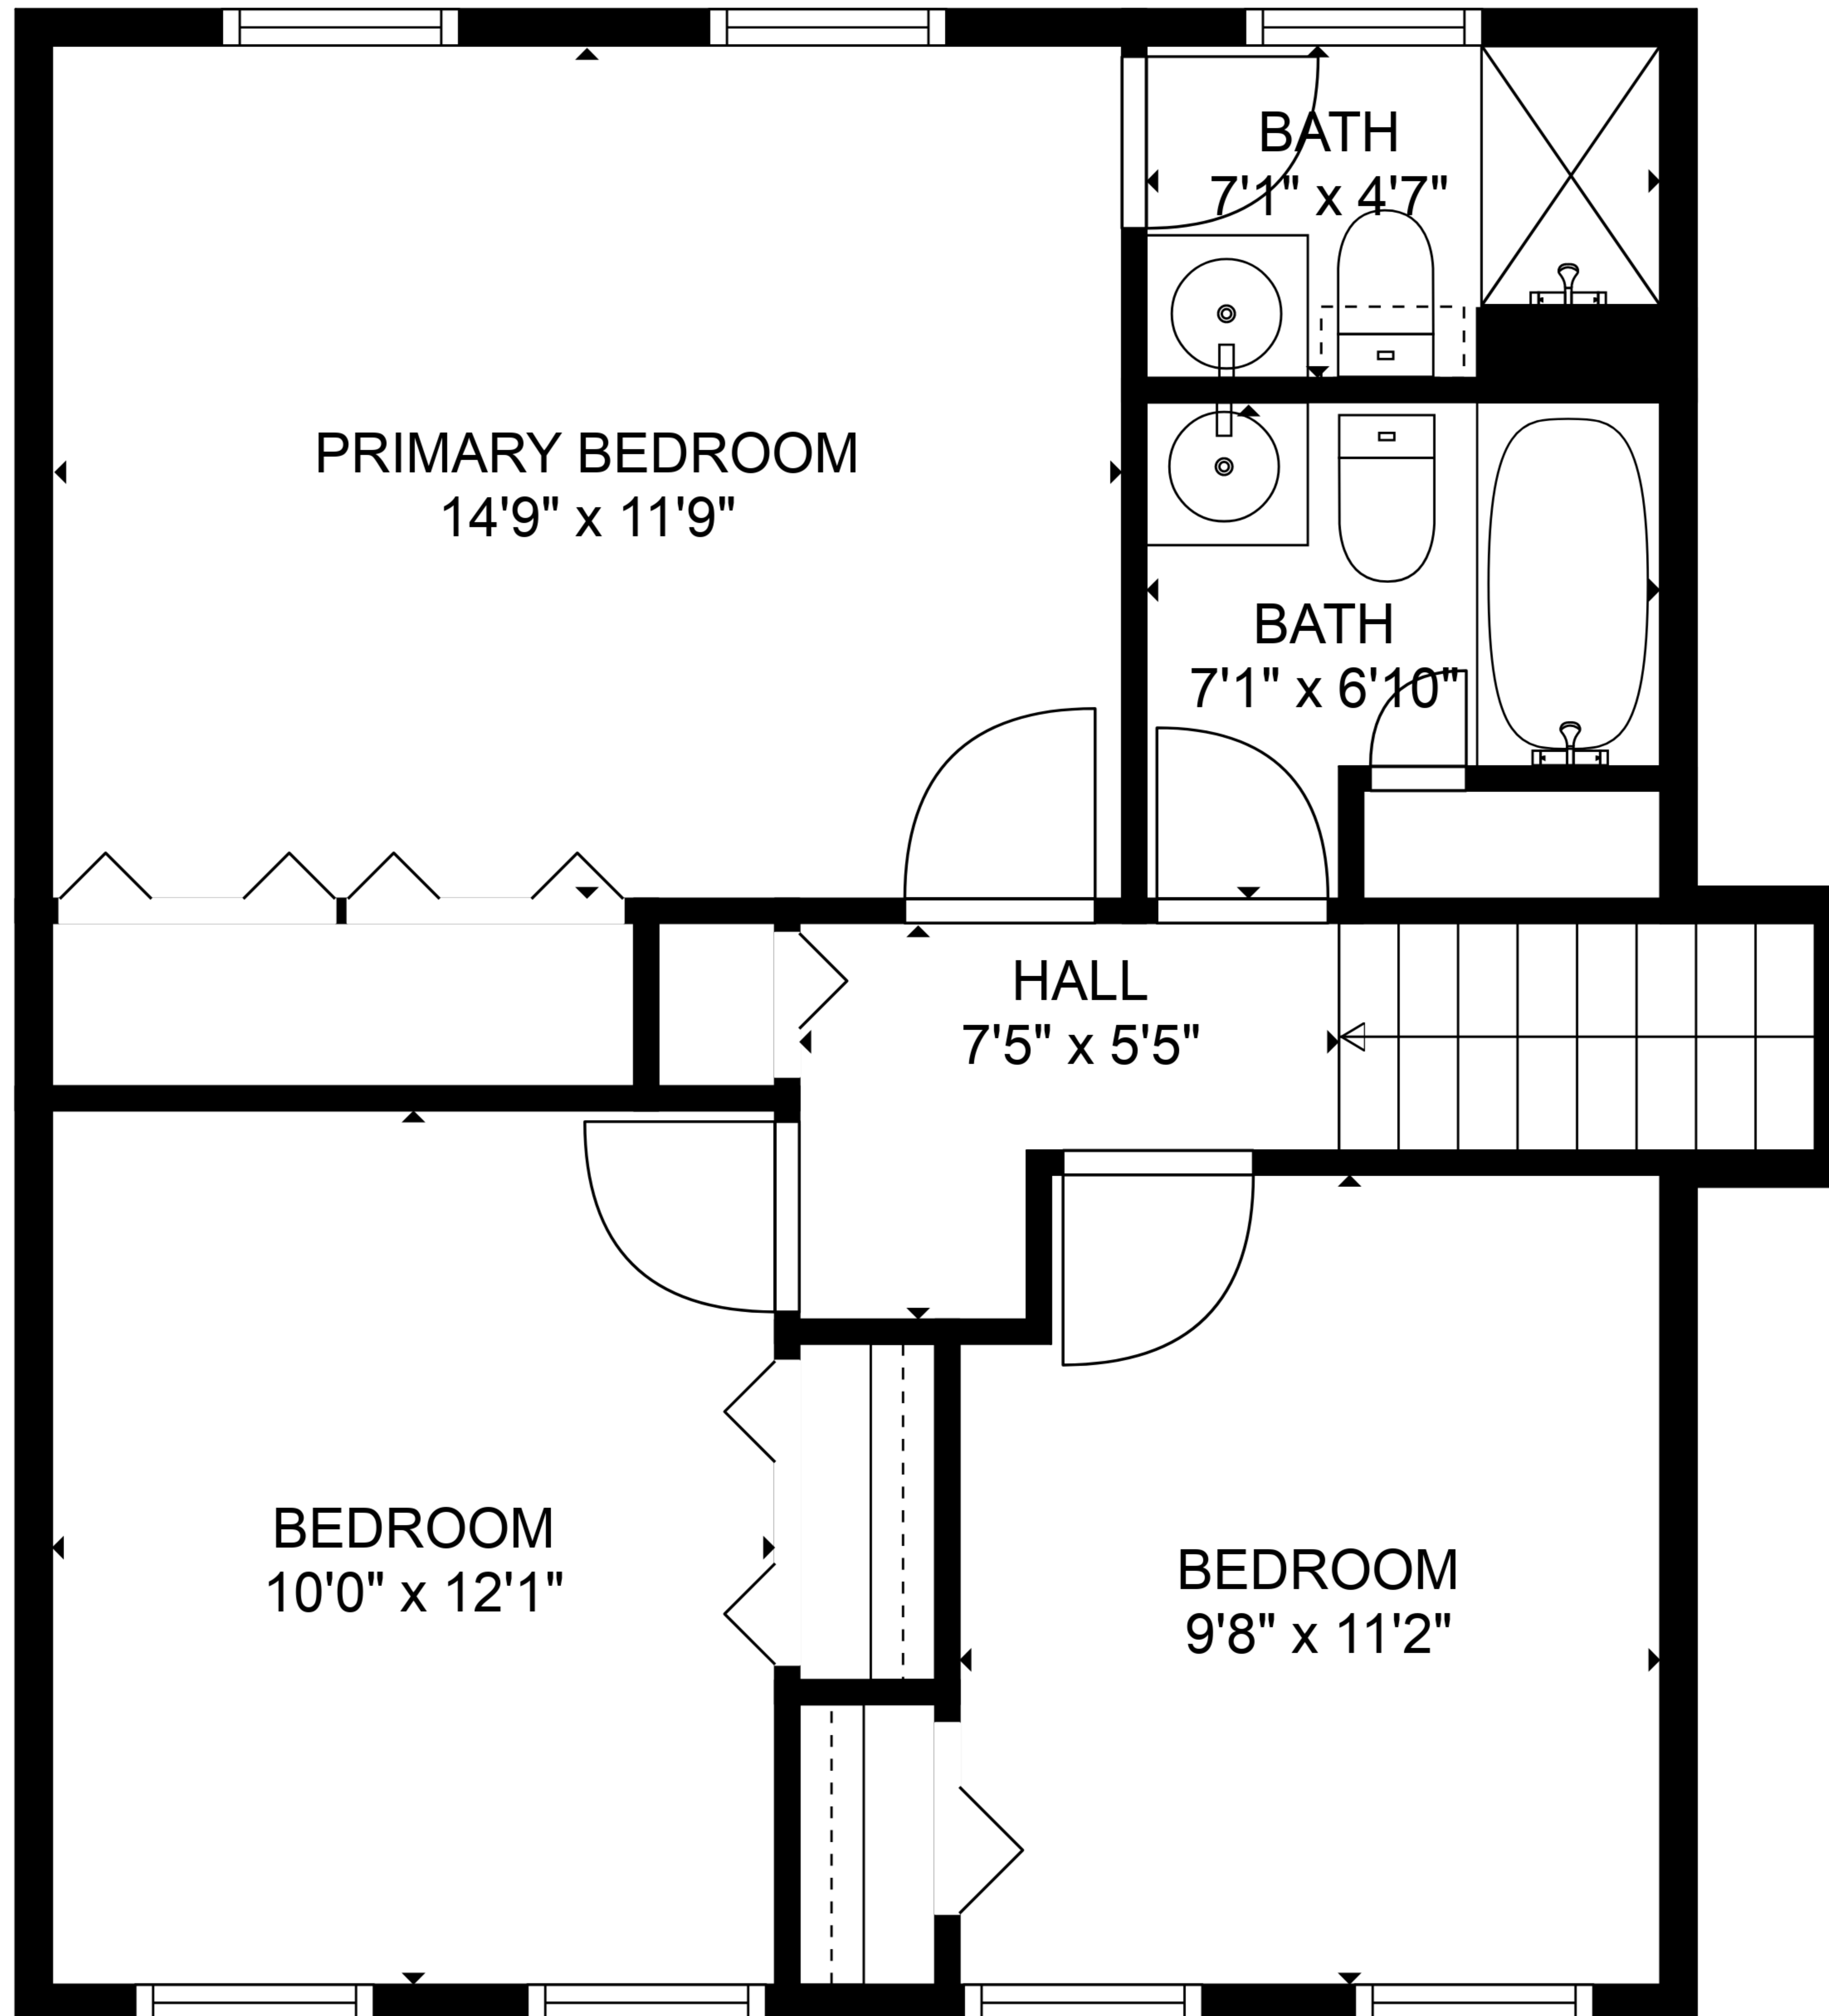 BATH
7'1" x 4'7"
PRIMARY BEDROOM
14'9" x 11'9"
BATH
7'1" x 6'10"
HALL
7'5" x 5'5"
BEDROOM
10'0" x 12'1"
BEDROOM
9'8" x 11'2"